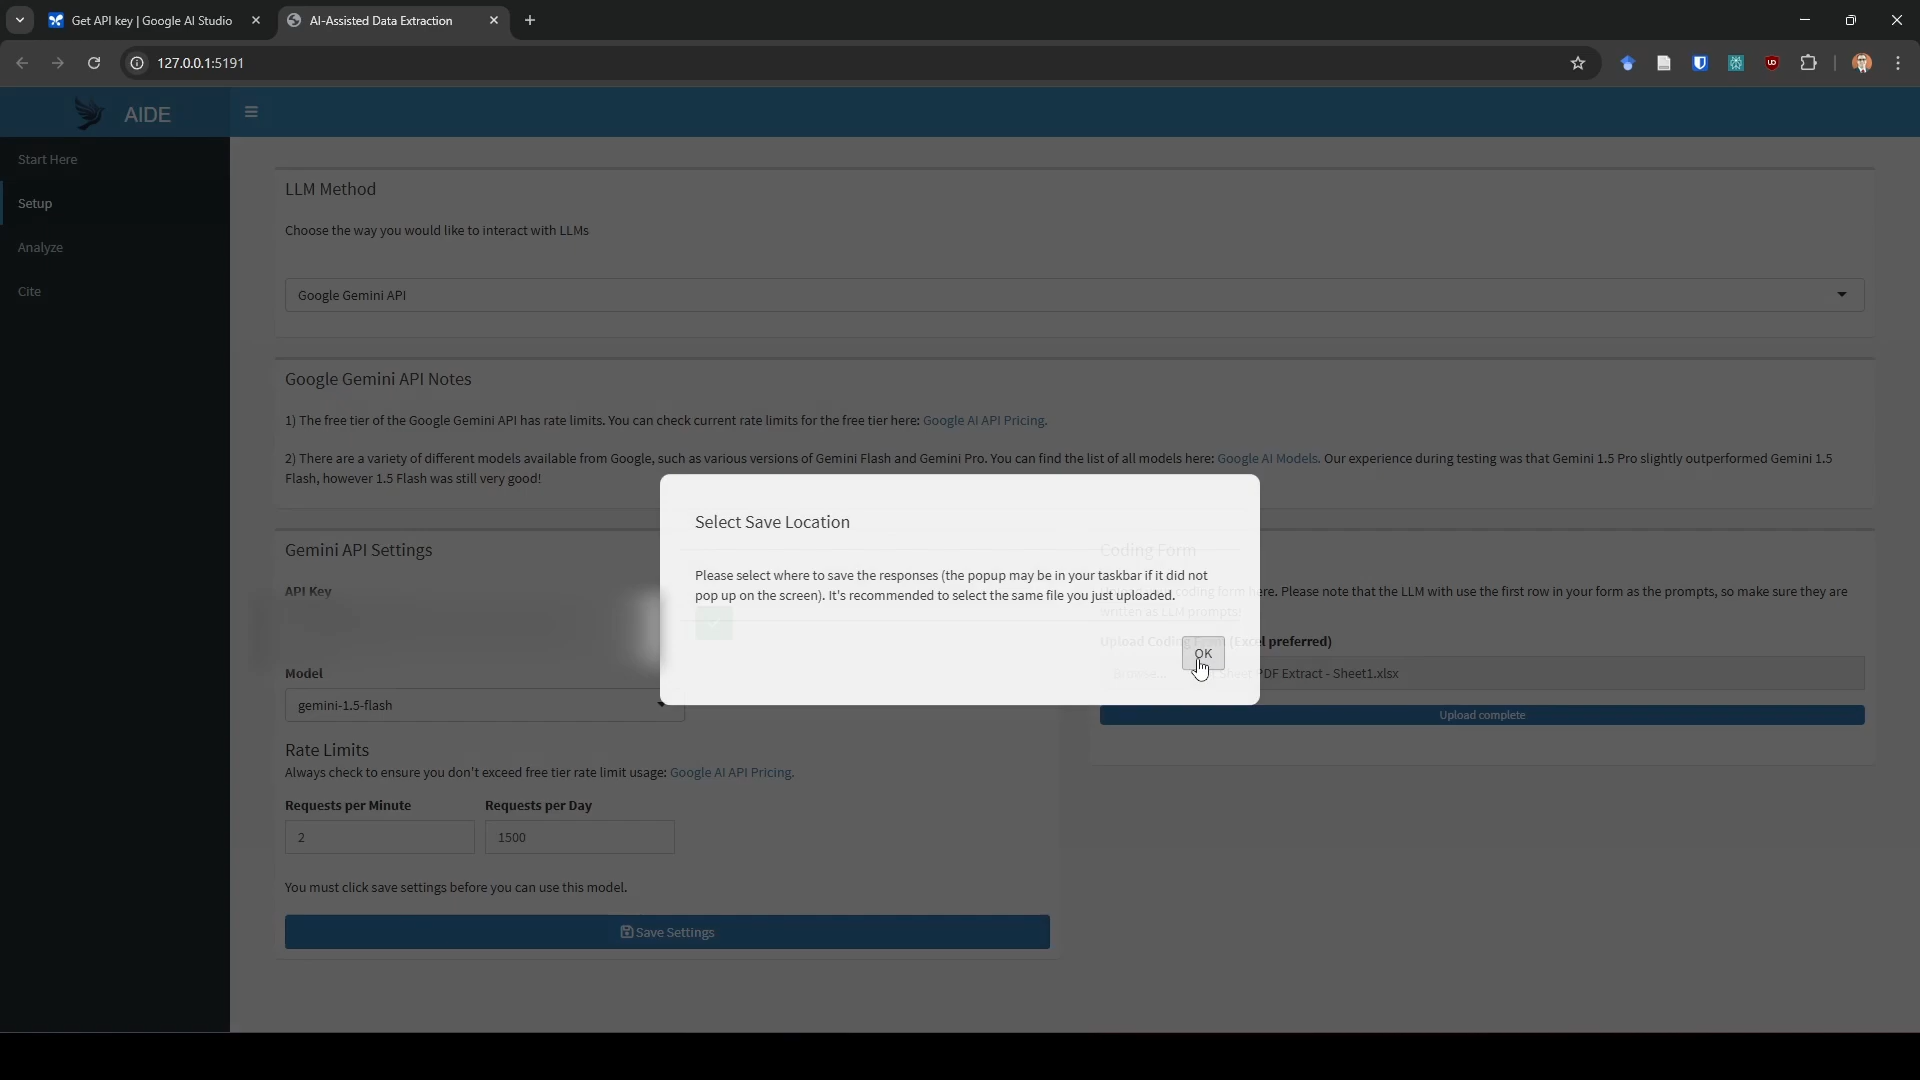 Get API key | Google AI Studio
AI-Assisted Data Extraction
127.0.0.1:5191
AIDE
Start Here
Setup
Analyze
Cite
LLM Method
Choose the way you would like to interact with LLMs
Google Gemini API
Google Gemini API Notes
1) The free tier of the Google Gemini API has rate limits. You can check current rate limits for the free tier here: Google AI API Pricing.
2) There are a variety of different models available from Google, such as various versions of Gemini Flash and Gemini Pro. You can find the list of all models here: Google AI Models. Our experience during testing was that Gemini 1.5 Pro slightly outperformed Gemini 1.5
Flash, however 1.5 Flash was still very good!
Select Save Location
Please select where to save the responses (the popup may be in your taskbar if it did not
pop up on the screen). It's recommended to select the same file you just uploaded.
OK
Gemini API Settings
API Key
Model
gemini-1.5-flash
Rate Limits
Always check to ensure you don't exceed free tier rate limit usage: Google AI API Pricing.
Requests per Minute
Requests per Day
2
1500
You must click save settings before you can use this model.
Save Settings
Coding Form
coding form here. Please note that the LLM with use the first row in your form as the prompts, so make sure they are
written as LLM prompts!
Upload Coding Form (Excel preferred)
Browse...
Sheet PDF Extract - Sheet1.xlsx
Upload complete